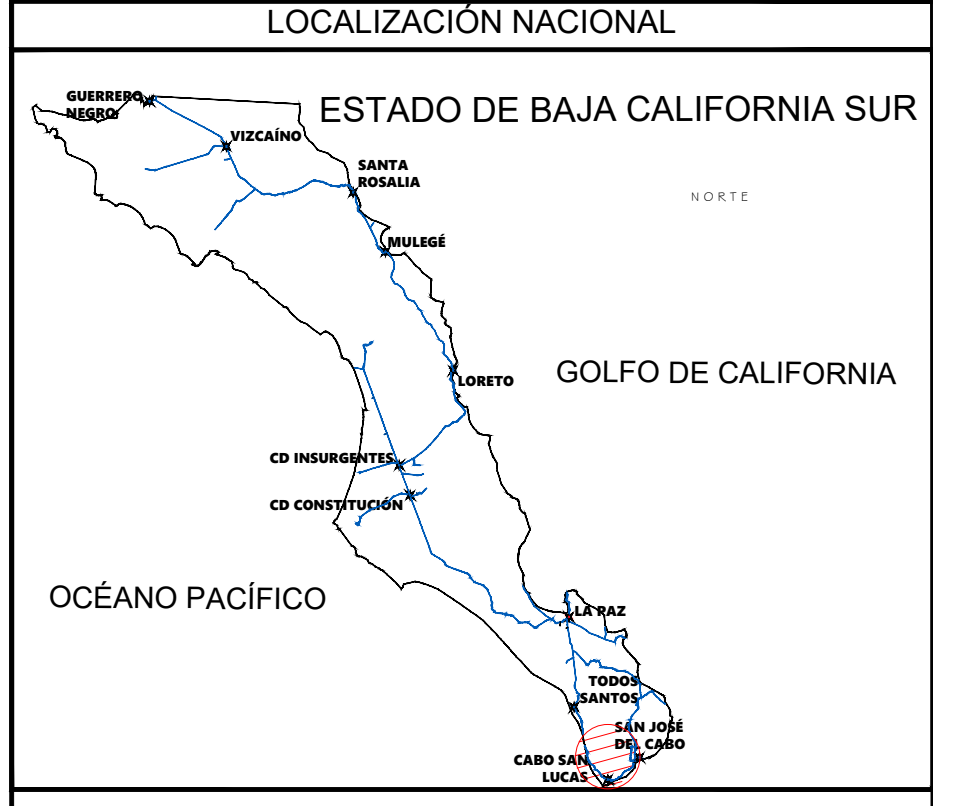 LOCALIZACIÓN NACIONAL
GUERRERO
NEGRO
ESTADO DE BAJA CALIFORNIA SUR
VIZCAÍNO
SANTA
ROSALIA
NORTE
MULEGÉ
LORETO
GOLFO DE CALIFORNIA
CD INSURGENTES
CD CONSTITUCIÓN
OCÉANO PACÍFICO
LA PAZ
TODOS
SANTOS
SAN JOSÉ
DEL CABO
CABO SAN
LUCAS